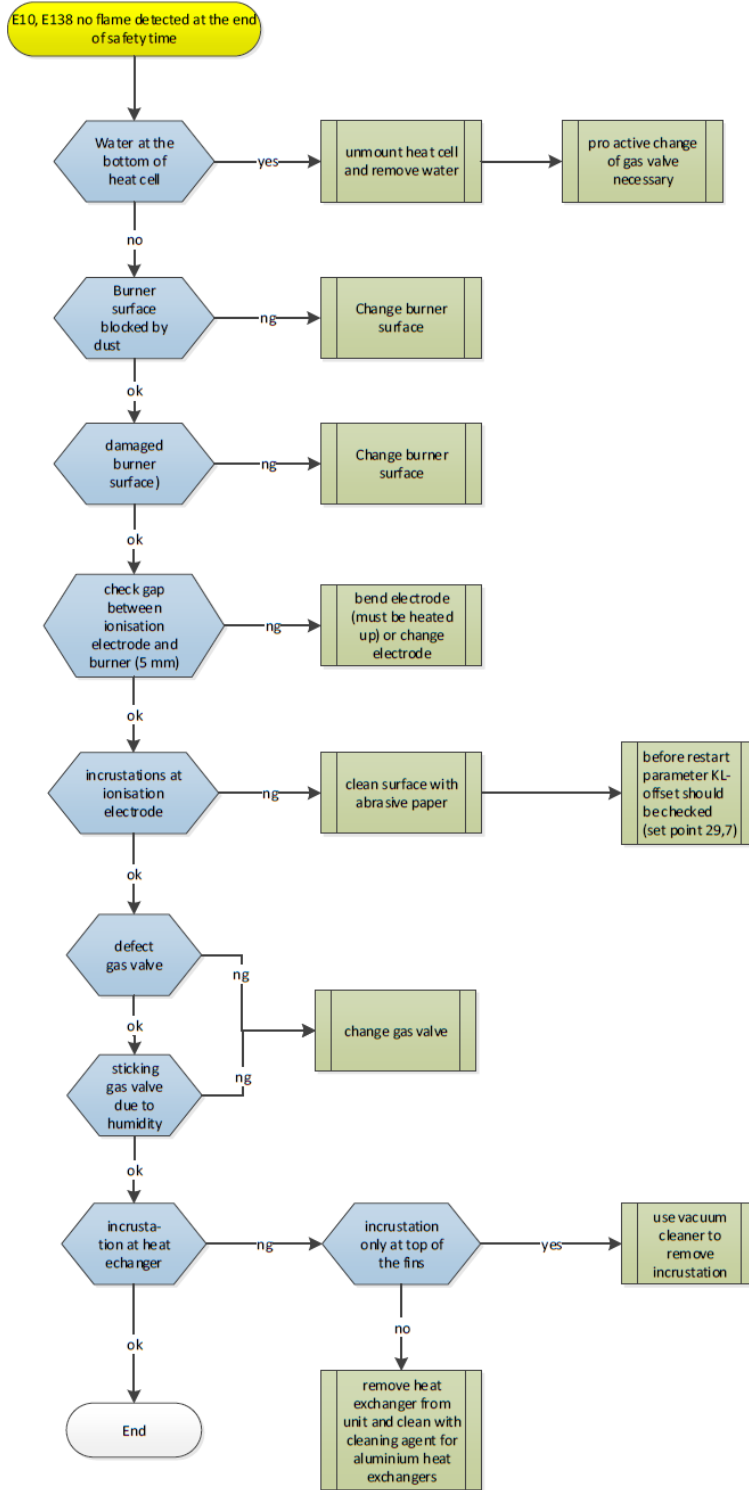 E10, E138 no flame detected at the end
of safety time
Water at the
bottom of
heat cell
yes
unmount heat cell
and remove water
pro active change
of gas valve
necessary
no
Burner
surface
blocked by
dust
ng
Change burner
surface
ok
damaged
burner
surface)
ng
Change burner
surface
ok
check gap
between
ionisation
electrode and
burner (5 mm)
ng
bend electrode
(must be heated
up) or change
electrode
ok
incrustations at
ionisation
electrode
ng
clean surface with
abrasive paper
before restart
parameter KL-
offset should
be checked
(set point 29,7)
ok
defect
gas valve
ng
ok
change gas valve
sticking
gas valve
due to
humidity
ng
ok
incrusta-
tion at heat
echanger
ng
incrustation
only at top of
the fins
yes
use vacuum
cleaner to
remove
incrustation
ok
no
End
remove heat
exchanger from
unit and clean with
cleaning agent for
aluminium heat
exchangers